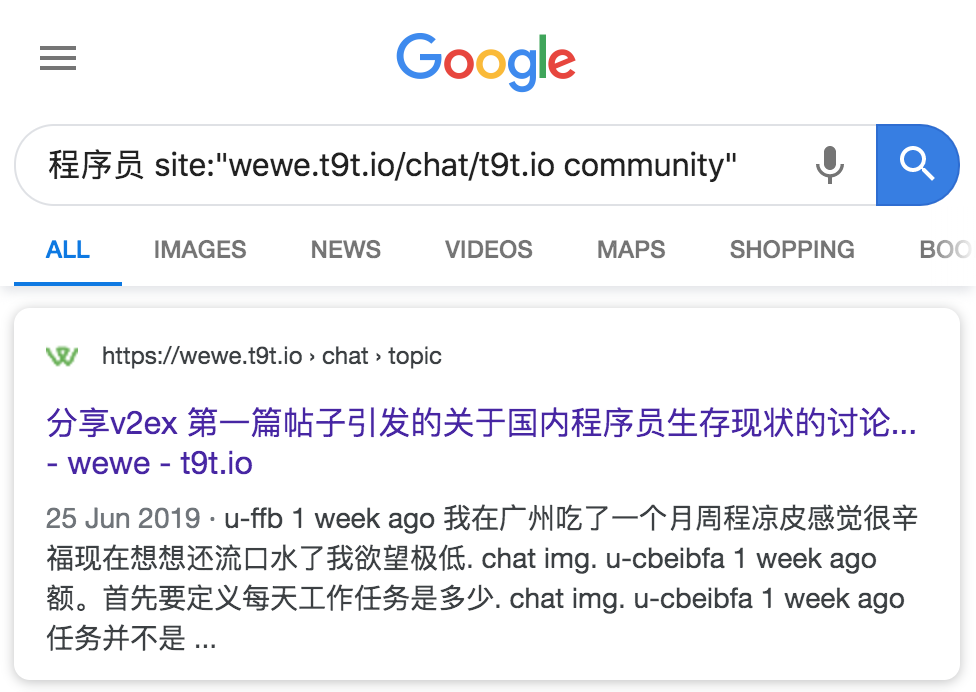 Google
程序员 site:"wewe.t9t.io/chat/t9t.io community"
ALL IMAGES NEWS VIDEOS MAPS SHOPPING BOO
https://wewe.t9t.io › chat › topic
分享v2ex 第一篇帖子引发的关于国内程序员生存现状的讨论...
- wewe - t9t.io
25 Jun 2019 · u-ffb 1 week ago 我在广州吃了一个月周程凉皮感觉很辛
福现在想想还流口水了我欲望极低. chat img. u-cbeibfa 1 week ago
额。首先要定义每天工作任务是多少. chat img. u-cbeibfa 1 week ago
任务并不是 ...